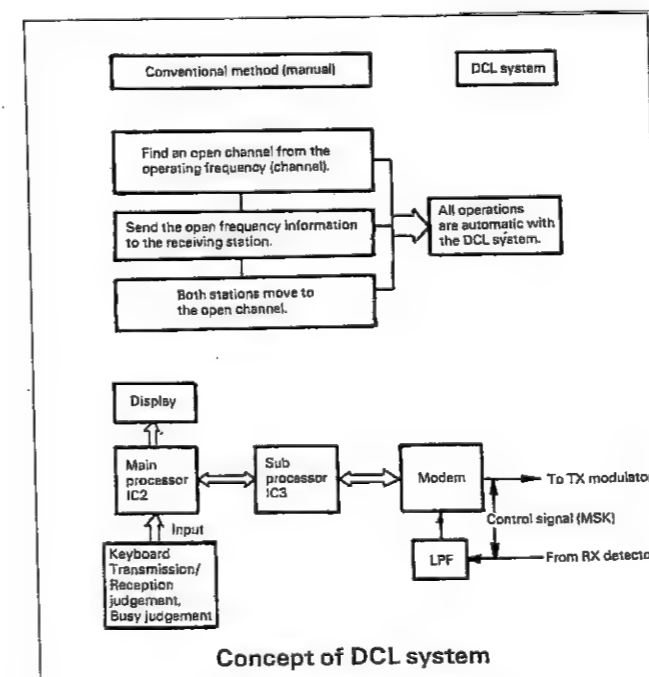 Conventional method (manual)
DCL system
Find an open channel from the
operating frequency (channel).
Send the open frequency information
to the receiving station.
Both stations move to
the open channel.
All operations
are automatic with
the DCL system.
Display
Main
processor
IC2
Sub
processor
IC3
Modem
To TX modulator
Control signal (MSK)
LPF
From RX detecto
Input
Keyboard
Transmission/
Reception
judgement,
Busy judgement
Concept of DCL system